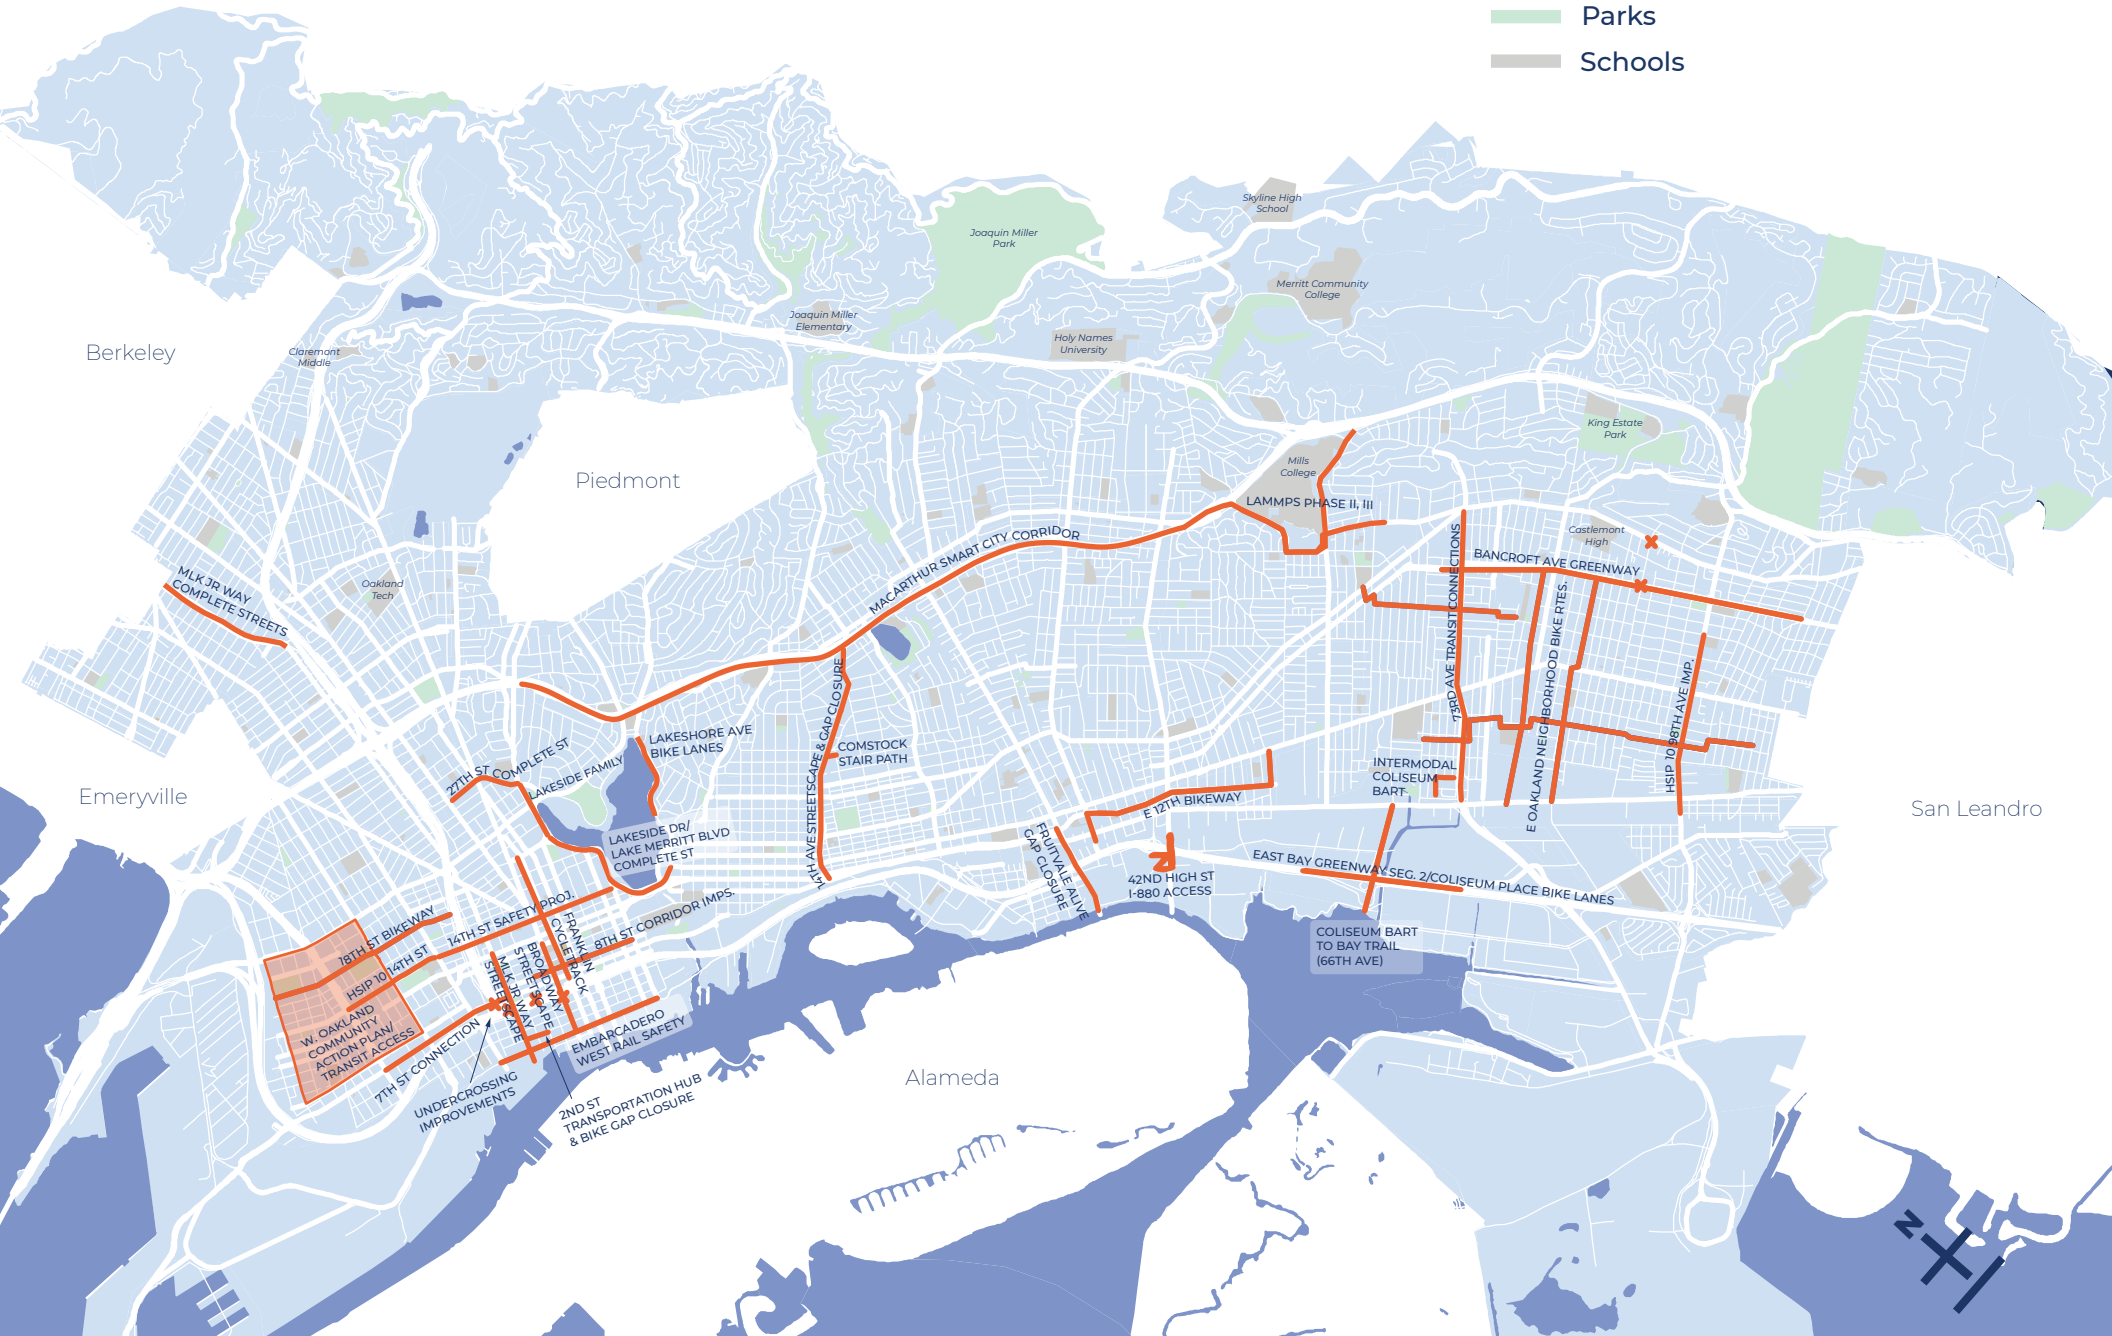 Parks
Schools
Skyline High
School
Joaquin Miller
Park
Merritt Community
College
Joaquin Miller
Elementary
Holy Names
University
Claremont
Middle
Berkeley
King Estate
Park
Piedmont
Mills
College
LAMMPS PHASE II, III
Castlemont
High
MACARTHUR SMART CITY CORRIDOR
73RD AVE TRANSIT CONNECTIONS
BANCROFT AVE GREENWAY
Oakland
Tech
MLK JR WAY
COMPLETE STREETS
E OAKLAND NEIGHBORHOOD BIKE RTES.
HSIP 10 98TH AVE IMP.
14TH AVE STREETSCAPE & GAP CLOSURE
LAKESHORE AVE
BIKE LANES
COMSTOCK
STAIR PATH
27TH ST COMPLETE ST
LAKESIDE FAMILY
INTERMODAL
COLISEUM
BART
Emeryville
San Leandro
E 12TH BIKEWAY
LAKESIDE DR/
LAKE MERRITT BLVD
COMPLETE ST
FRUITVALE ALIVE
GAP CLOSURE
42ND HIGH ST
I-880 ACCESS
EAST BAY GREENWAY SEG. 2/COLISEUM PLACE BIKE LANES
COLISEUM BART
TO BAY TRAIL
(66TH AVE)
18TH ST BIKEWAY
14TH ST SAFETY PROJ.
HSIP 10 14TH ST
8TH ST CORRIDOR IMPS.
FRANKLIN
CYCLETRACK
BROADWAY
STREETSCAPE
MLK JR WAY
STREETSCAPE
W. OAKLAND
COMMUNITY
ACTION PLAN/
TRANSIT ACCESS
7TH ST CONNECTION
EMBARCADERO
WEST RAIL SAFETY
UNDERCROSSING
IMPROVEMENTS
2ND ST
TRANSPORTATION HUB
& BIKE GAP CLOSURE
Alameda
N